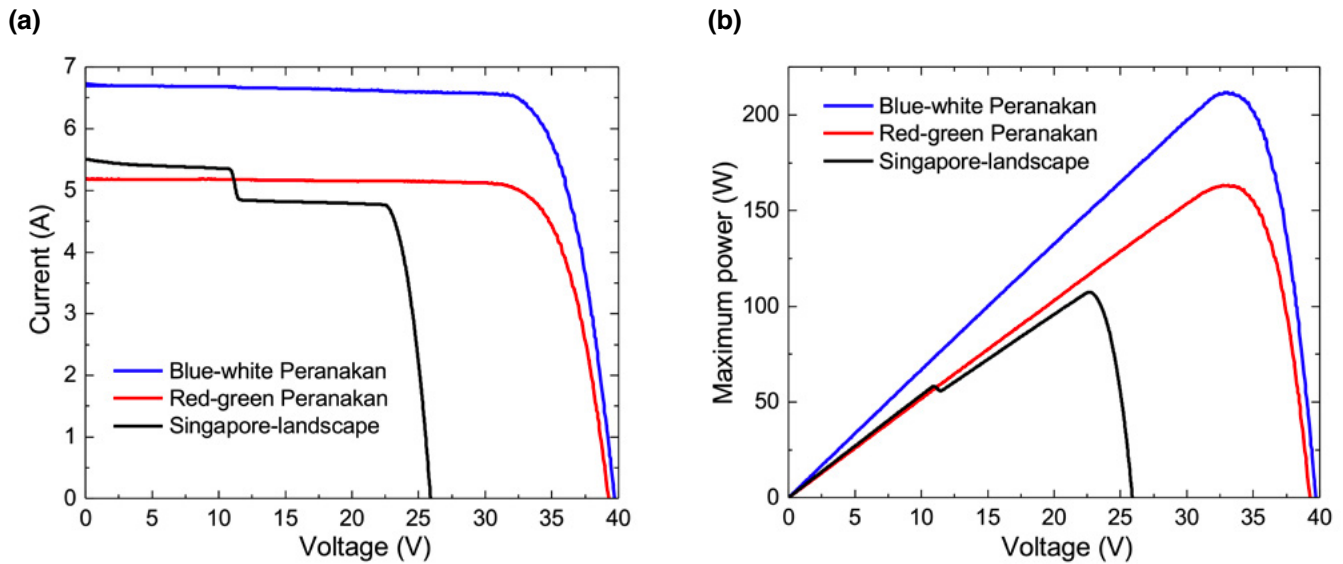 (a)
7
6
5
4
3
2
1
0
Current (A)
Blue-white Peranakan
Red-green Peranakan
Singapore-landscape
0 5 10 15 20 25 30 35 40
Voltage (V)
(b)
200
150
100
50
0
Maximum power (W)
Blue-white Peranakan
Red-green Peranakan
Singapore-landscape
0 5 10 15 20 25 30 35 40
Voltage (V)